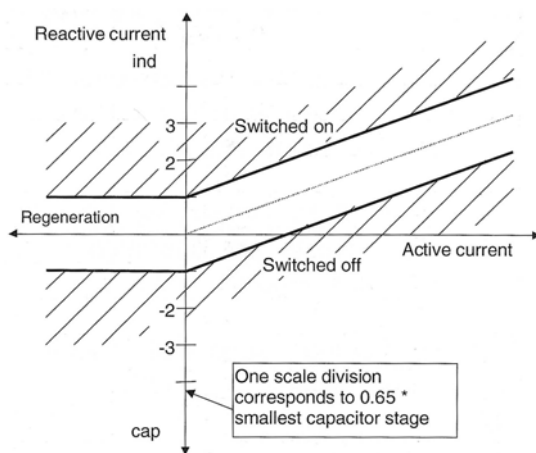 Reactive current
ind
3
Switched on
2
Regeneration
Active current
Switched off
-2
-3
One scale division
corresponds to 0.65 *
smallest capacitor stage
cap